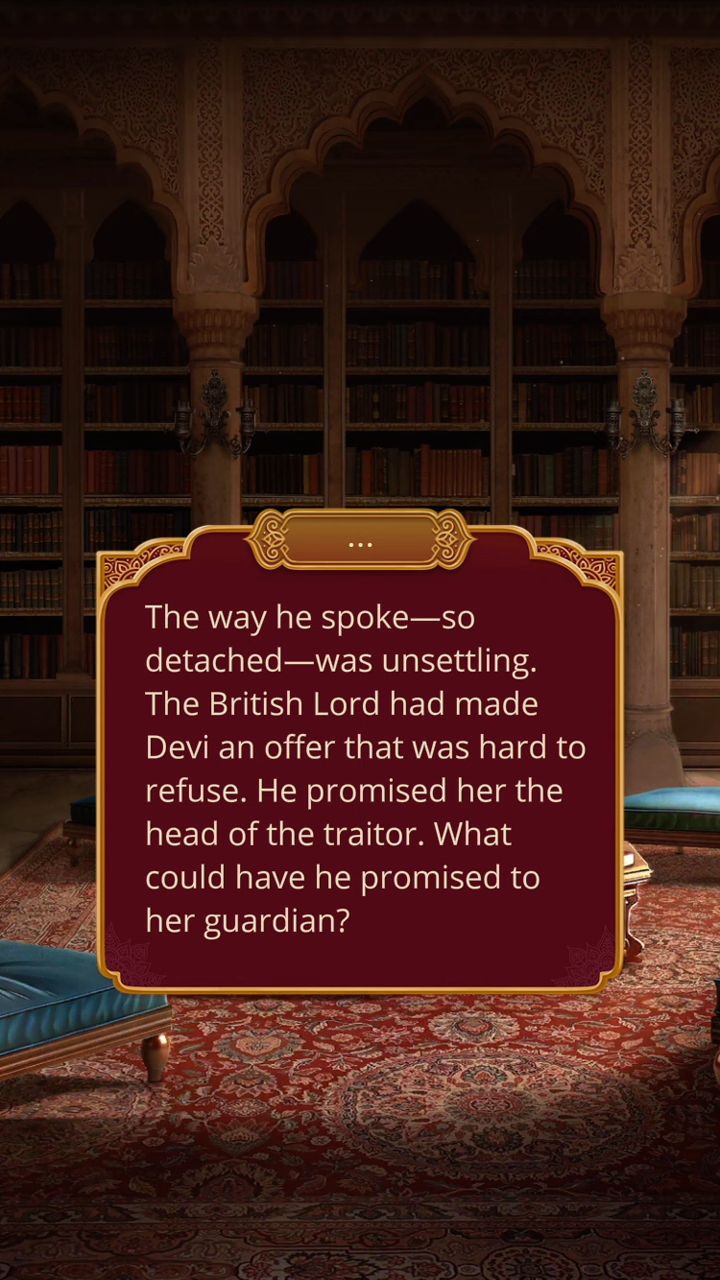 ...
The way he spoke—so
detached—was unsettling.
The British Lord had made
Devi an offer that was hard to
refuse. He promised her the
head of the traitor. What
could have he promised to
her guardian?